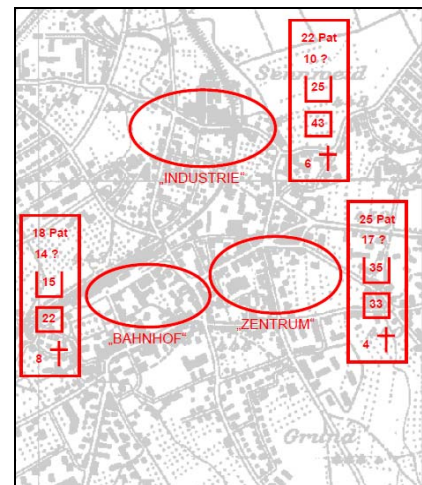 22 Pat
10 ?
25
43
6
„INDUSTRIE“
18 Pat
14 ?
15
22
8
„BAHNHOF“
25 Pat
17 ?
35
33
4
„ZENTRUM“
Grund